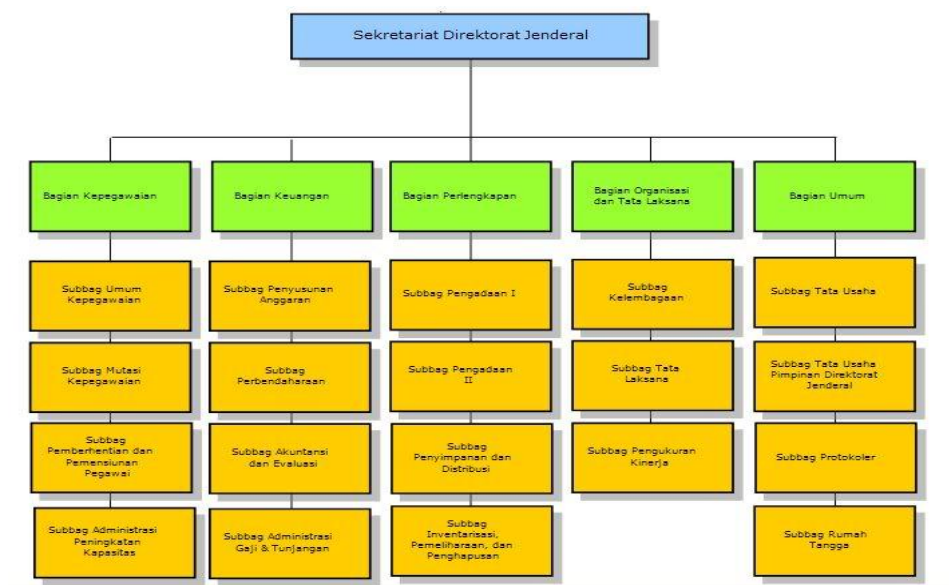 Sekretariat Direktorat Jenderal
Bagian Kepegawaian
Bagian Keuangan
Bagian Perlengkapan
Bagian Organisasi
dan Tata Laksana
Bagian Umum
Subbag Umum
Kepegawaian
Subbag Penyusunan
Anggaran
Subbag Pengadaan I
Subbag
Kelembagaan
Subbag Tata Usaha
Subbag Mutasi
Kepegawaian
Subbag
Perbendaharaan
Subbag Pengadaan
II
Subbag Tata
Laksana
Subbag Tata Usaha
Pimpinan Direktorat
Jenderal
Subbag
Pemberhentian dan
Pemensiunan
Pegawai
Subbag Akuntansi
dan Evaluasi
Subbag
Penyimpanan dan
Distribusi
Subbag Pengukuran
Kinerja
Subbag Protokoler
Subbag Administrasi
Peningkatan
Kapasitas
Subbag Administrasi
Gaji & Tunjangan
Subbag
Inventarisasi,
Pemeliharaan, dan
Penghapusan
Subbag Rumah
Tangga